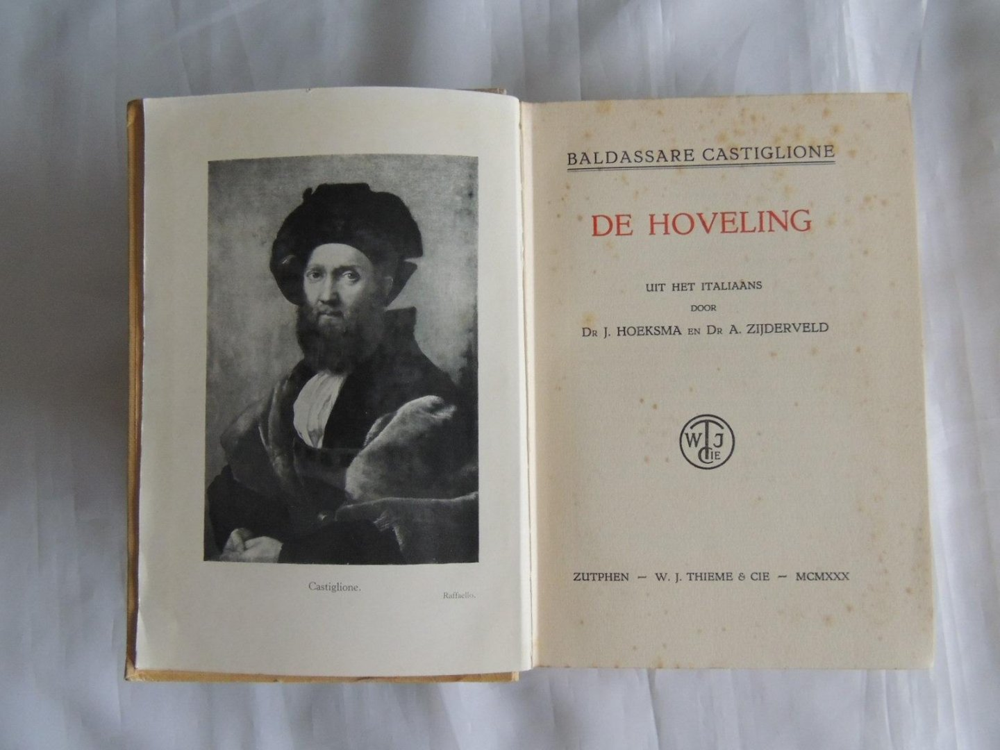 Castiglione.
Raffaello.
BALDASSARE CASTIGLIONE
DE HOVELING
UIT HET ITALIAANS
DOOR
DR J. HOEKSMA EN DR A. ZIJDERVELD
W T J
CIE
ZUTPHEN — W. J. THIEME & CIE — MCMXXX